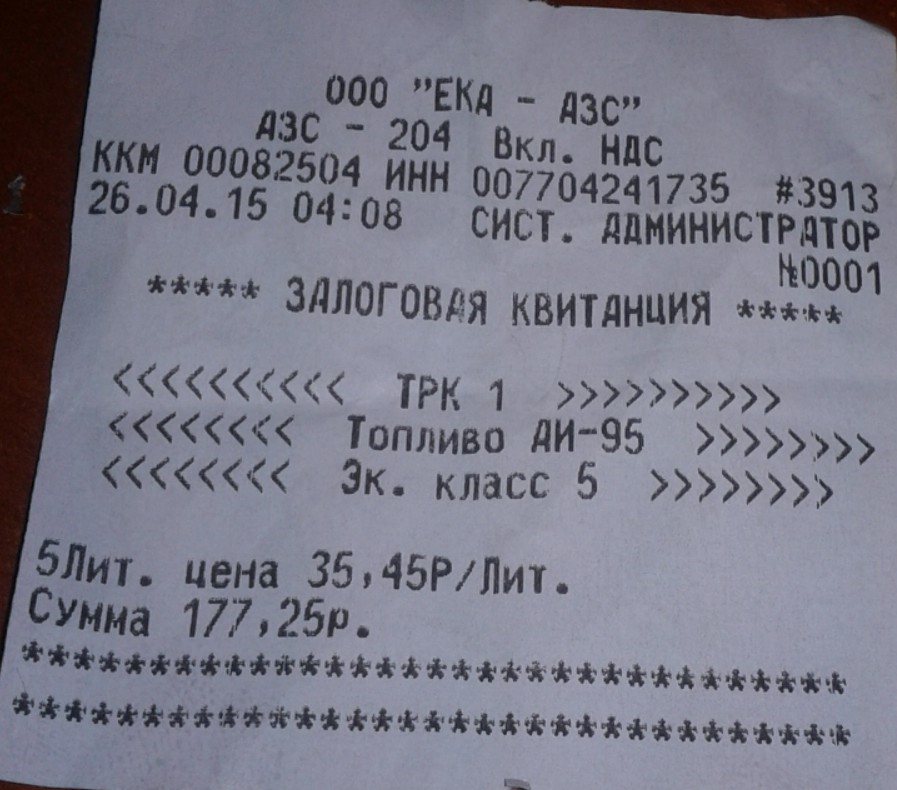 ООО "ЕКА - АЗС"
АЗС - 204 Вкл. НДС
ККМ 00082504 ИНН 007704241735 #3913
26.04.15 04:08 СИСТ. АДМИНИСТРАТОР
№0001
***** ЗАЛОГОВАЯ КВИТАНЦИЯ *****
<<<<<<<<<< ТРК 1 >>>>>>>>>>
<<<<<<<< Топливо АИ-95 >>>>>>>>
<<<<<<<< Эк. класс 5 >>>>>>>>
5Лит. цена 35,45Р/Лит.
Сумма 177,25р.
*********************************
*********************************